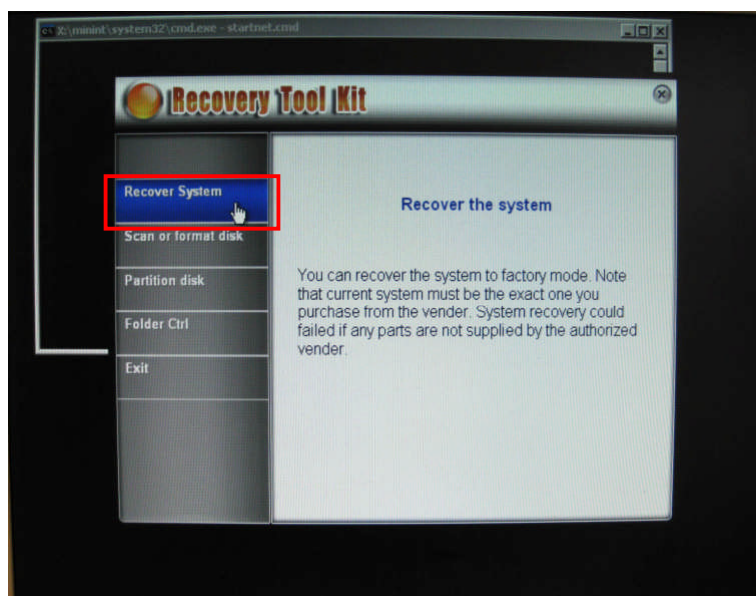 X:\minint\system32\cmd.exe - startnet.cmd
Recovery Tool Kit
Recover System
Scan or format disk
Partition disk
Folder Ctrl
Exit
Recover the system
You can recover the system to factory mode. Note
that current system must be the exact one you
purchase from the vender. System recovery could
failed if any parts are not supplied by the authorized
vender.